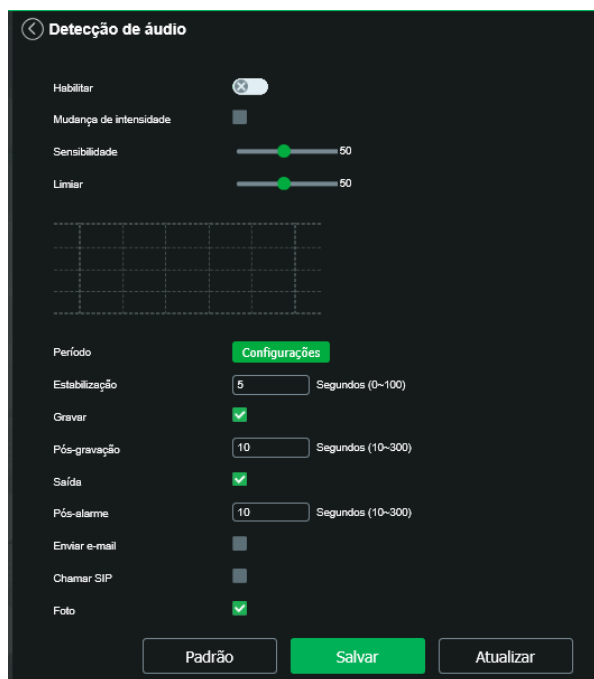 Detecção de áudio
Habilitar
Mudança de intensidade
Sensibilidade 50
Limiar 50
Período Configurações
Estabilização 5 Segundos (0~100)
Gravar
Pós-gravação 10 Segundos (10~300)
Saída
Pós-alarme 10 Segundos (10~300)
Enviar e-mail
Chamar SIP
Foto
Padrão Salvar Atualizar